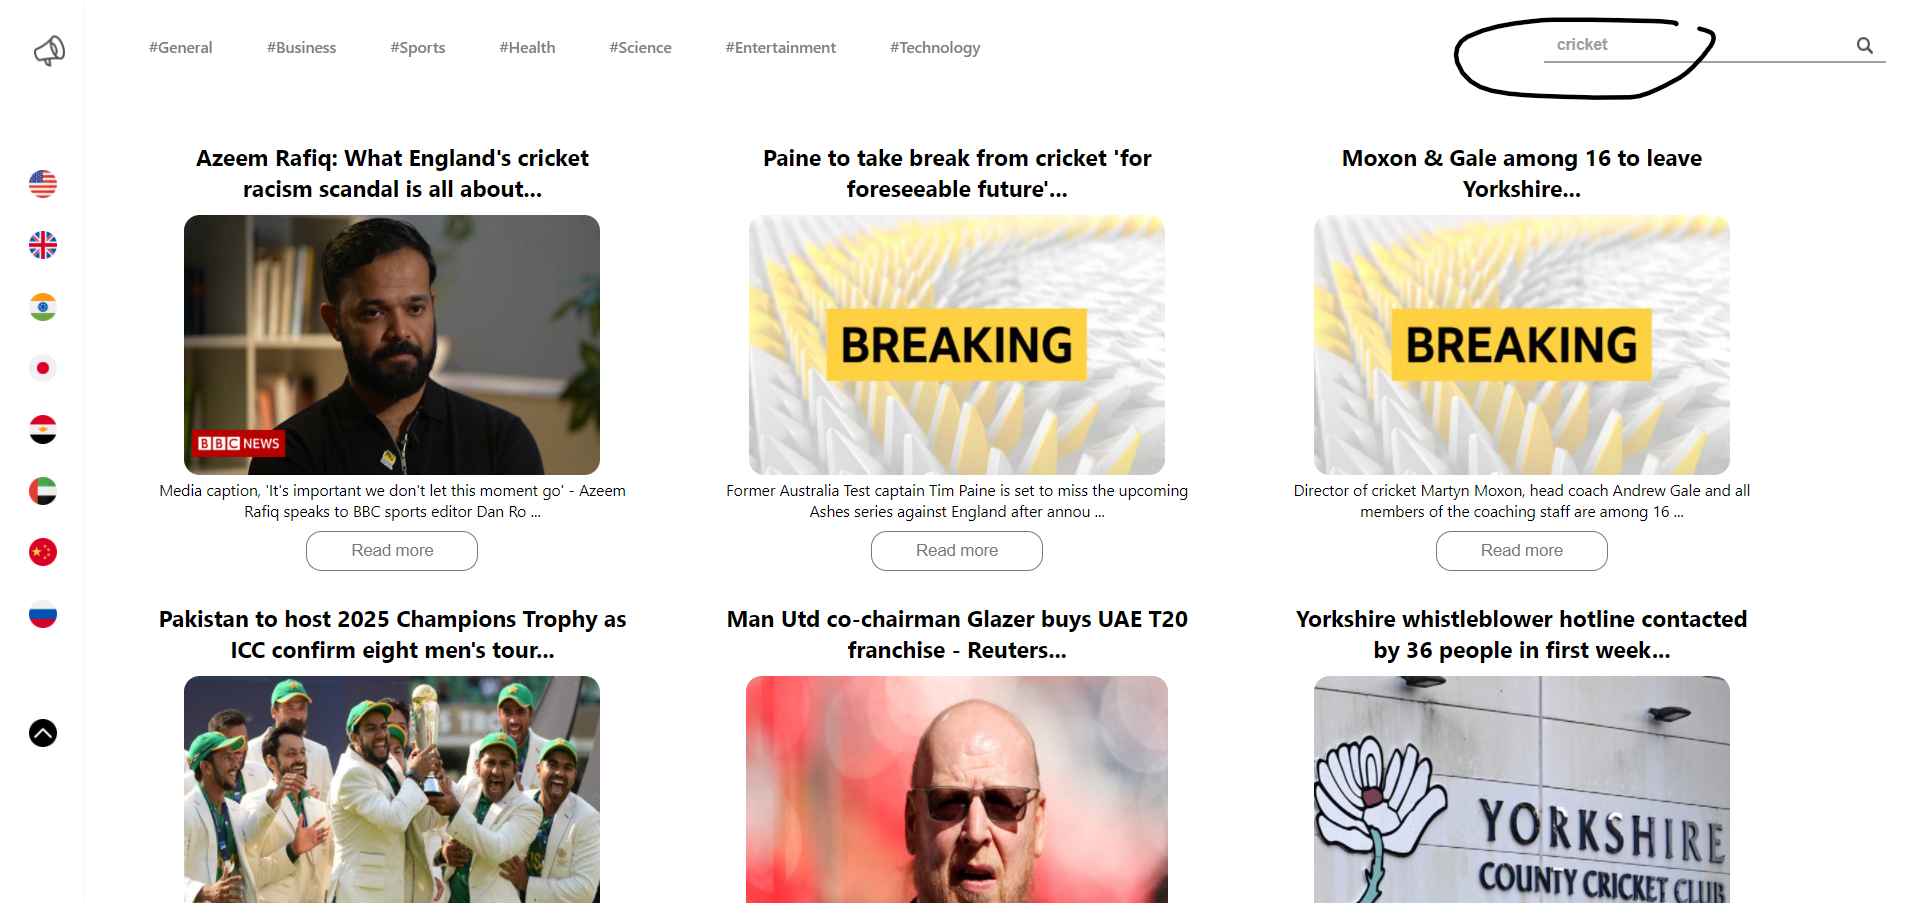 #General #Business #Sports #Health #Science #Entertainment #Technology
cricket
Azeem Rafiq: What England's cricket
racism scandal is all about...
BBC NEWS
Media caption, 'It's important we don't let this moment go' - Azeem
Rafiq speaks to BBC sports editor Dan Ro ...
Read more
Paine to take break from cricket 'for
foreseeable future'...
BREAKING
Former Australia Test captain Tim Paine is set to miss the upcoming
Ashes series against England after annou ...
Read more
Moxon & Gale among 16 to leave
Yorkshire...
BREAKING
Director of cricket Martyn Moxon, head coach Andrew Gale and all
members of the coaching staff are among 16 ...
Read more
Pakistan to host 2025 Champions Trophy as
ICC confirm eight men's tour...
Man Utd co-chairman Glazer buys UAE T20
franchise - Reuters...
Yorkshire whistleblower hotline contacted
by 36 people in first week...
YORKSHIRE
COUNTY CRICKET CLUB